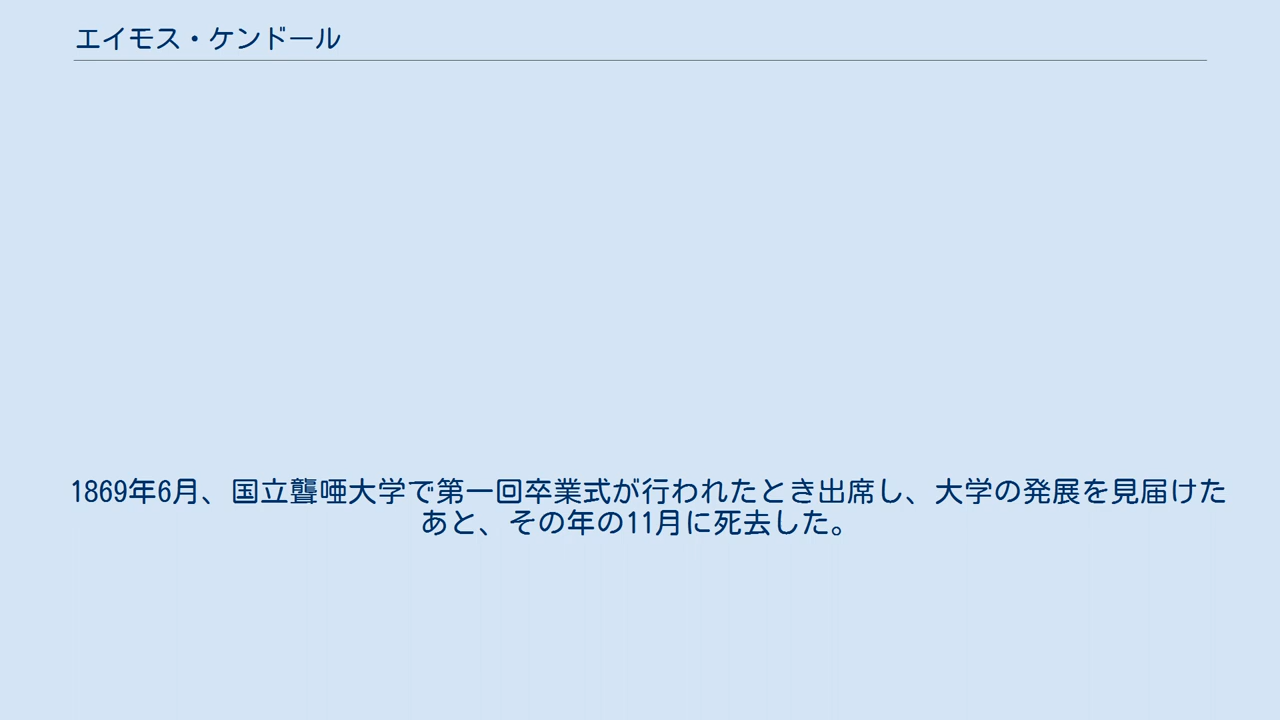 エイモス・ケンドール
1869年6月、国立聾唖大学で第一回卒業式が行われたとき出席し、大学の発展を見届けた
あと、その年の11月に死去した。